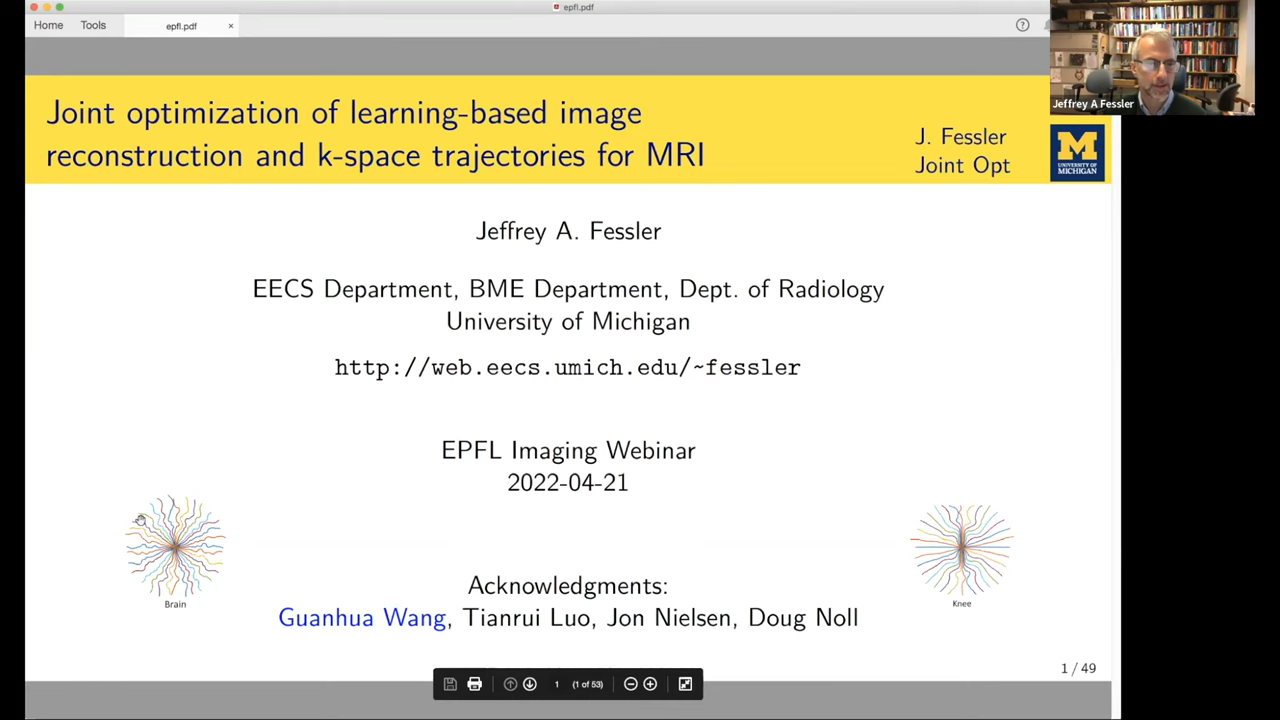 epfl.pdf
Home
Tools
epfl.pdf
×
?
Joint optimization of learning-based image
reconstruction and k-space trajectories for MRI
J. Fessler
Joint Opt
M
UNIVERSITY OF
MICHIGAN
Jeffrey A Fessler
Jeffrey A. Fessler
EECS Department, BME Department, Dept. of Radiology
University of Michigan
http://web.eecs.umich.edu/~fessler
EPFL Imaging Webinar
2022-04-21
Brain
Knee
Acknowledgments:
Guanhua Wang, Tianrui Luo, Jon Nielsen, Doug Noll
1 / 49
1
(1 of 53)